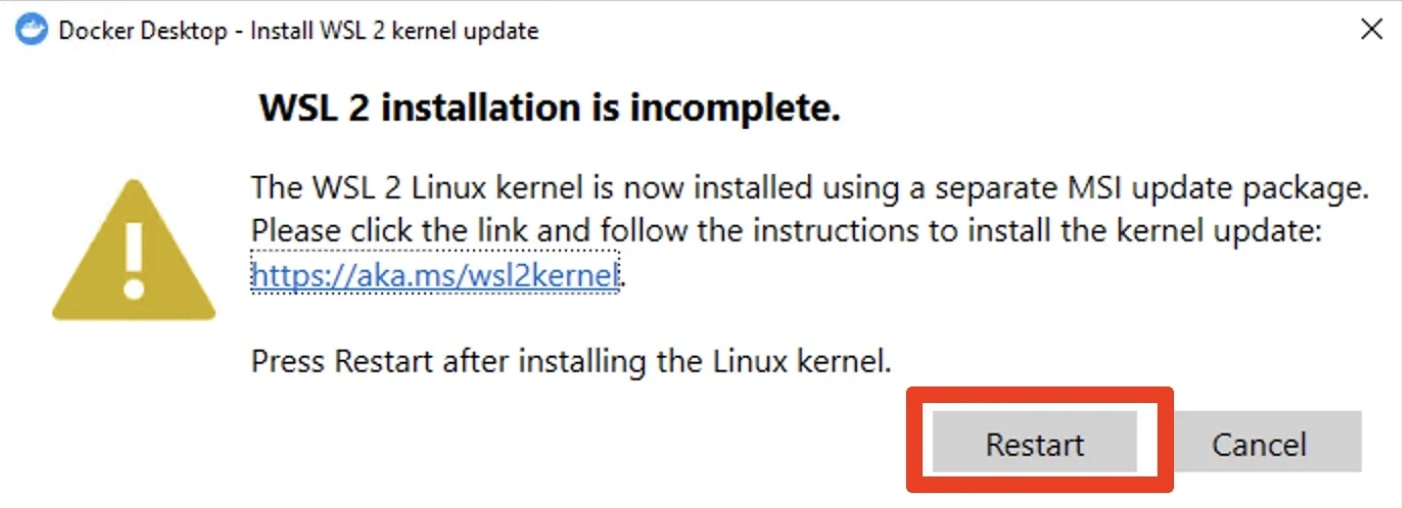 Docker Desktop - Install WSL 2 kernel update
WSL 2 installation is incomplete.
The WSL 2 Linux kernel is now installed using a separate MSI update package.
Please click the link and follow the instructions to install the kernel update:
https://aka.ms/wsl2kernel.
Press Restart after installing the Linux kernel.
Restart
Cancel